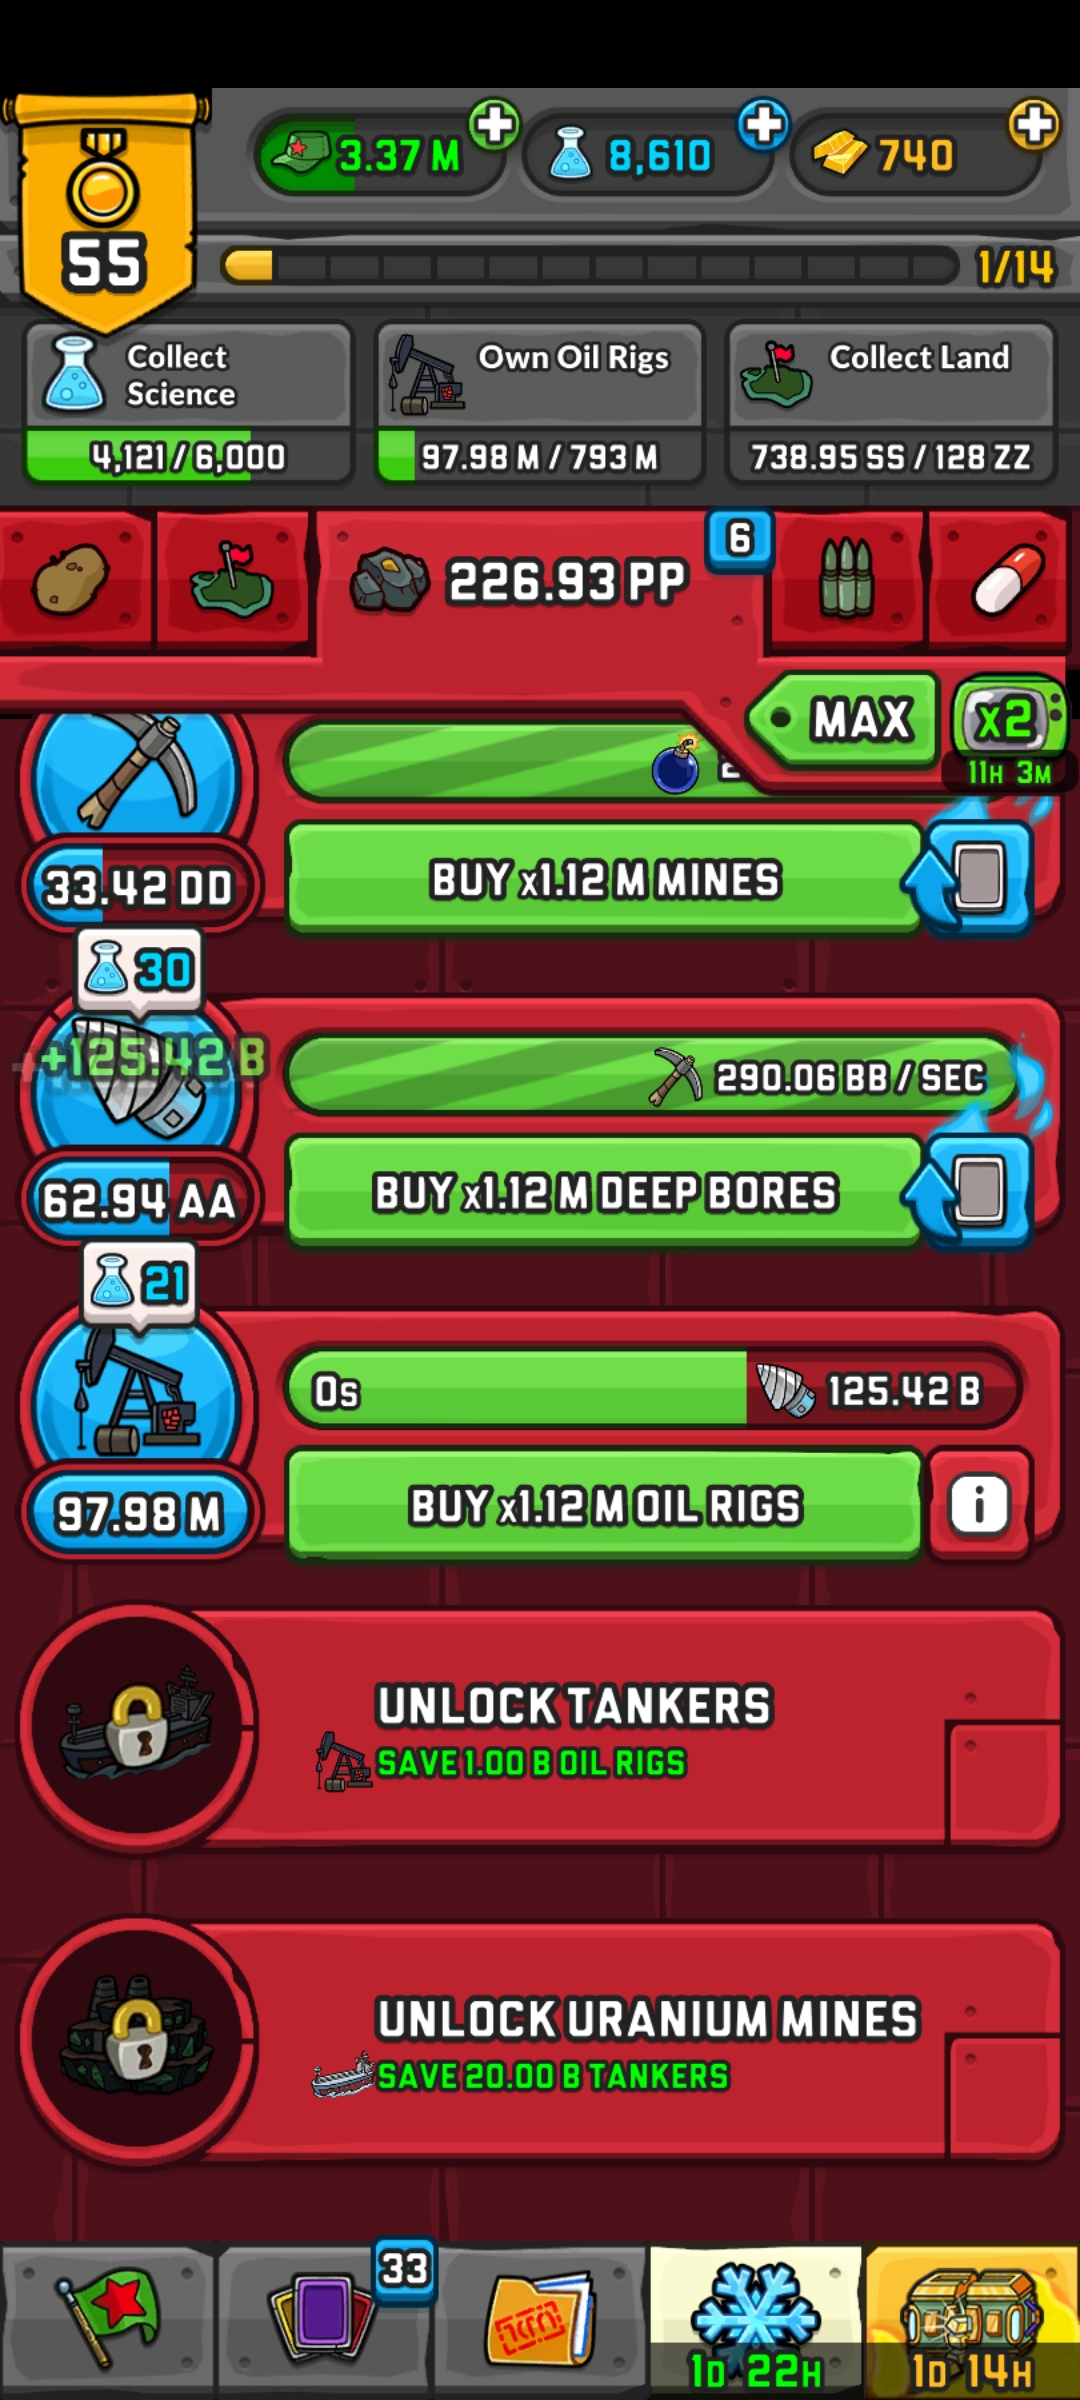 3.37 M
8,610
740
55
1/14
Collect
Science
4,121 / 6,000
Own Oil Rigs
97.98 M / 793 M
Collect Land
738.95 SS / 128 ZZ
226.93 PP
6
MAX
x2
11H 3M
33.42 DD
BUY x1.12 M MINES
30
+125.42 B
290.06 BB / SEC
62.94 AA
BUY x1.12 M DEEP BORES
21
0s
125.42 B
97.98 M
BUY x1.12 M OIL RIGS
i
UNLOCK TANKERS
SAVE 1.00 B OIL RIGS
UNLOCK URANIUM MINES
SAVE 20.00 B TANKERS
33
1D 22H
1D 14H